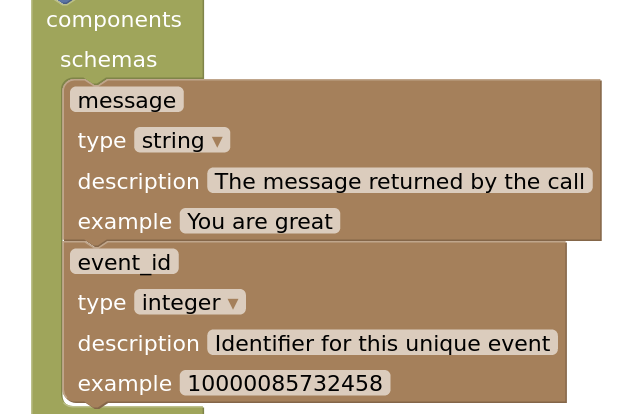 components
schemas
message
type string ▾
description The message returned by the call
example You are great
event_id
type integer ▾
description Identifier for this unique event
example 10000085732458